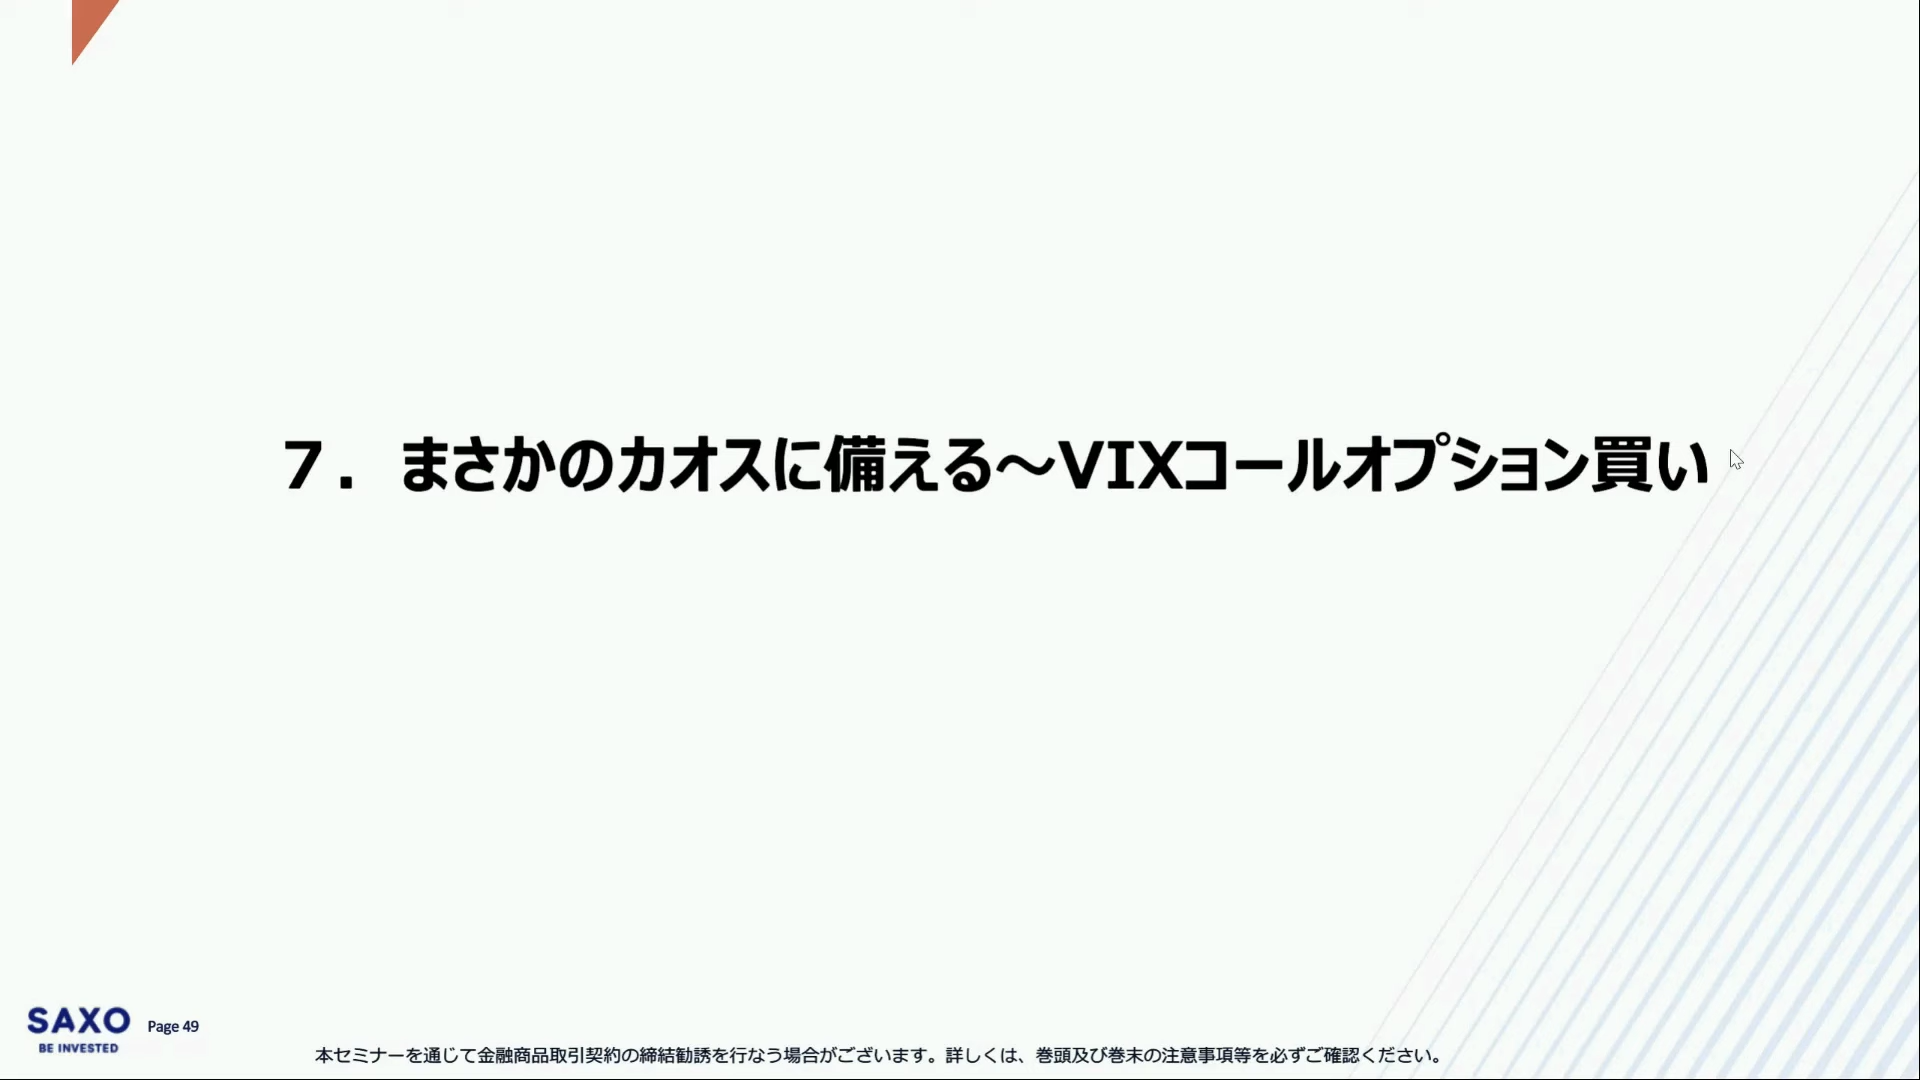 ７．まさかのカオスに備える～VIXコールオプション買い
SAXO
BE INVESTED
Page 49
本セミナーを通じて金融商品取引契約の締結勧誘を行なう場合がございます。詳しくは、巻頭及び巻末の注意事項等を必ずご確認ください。